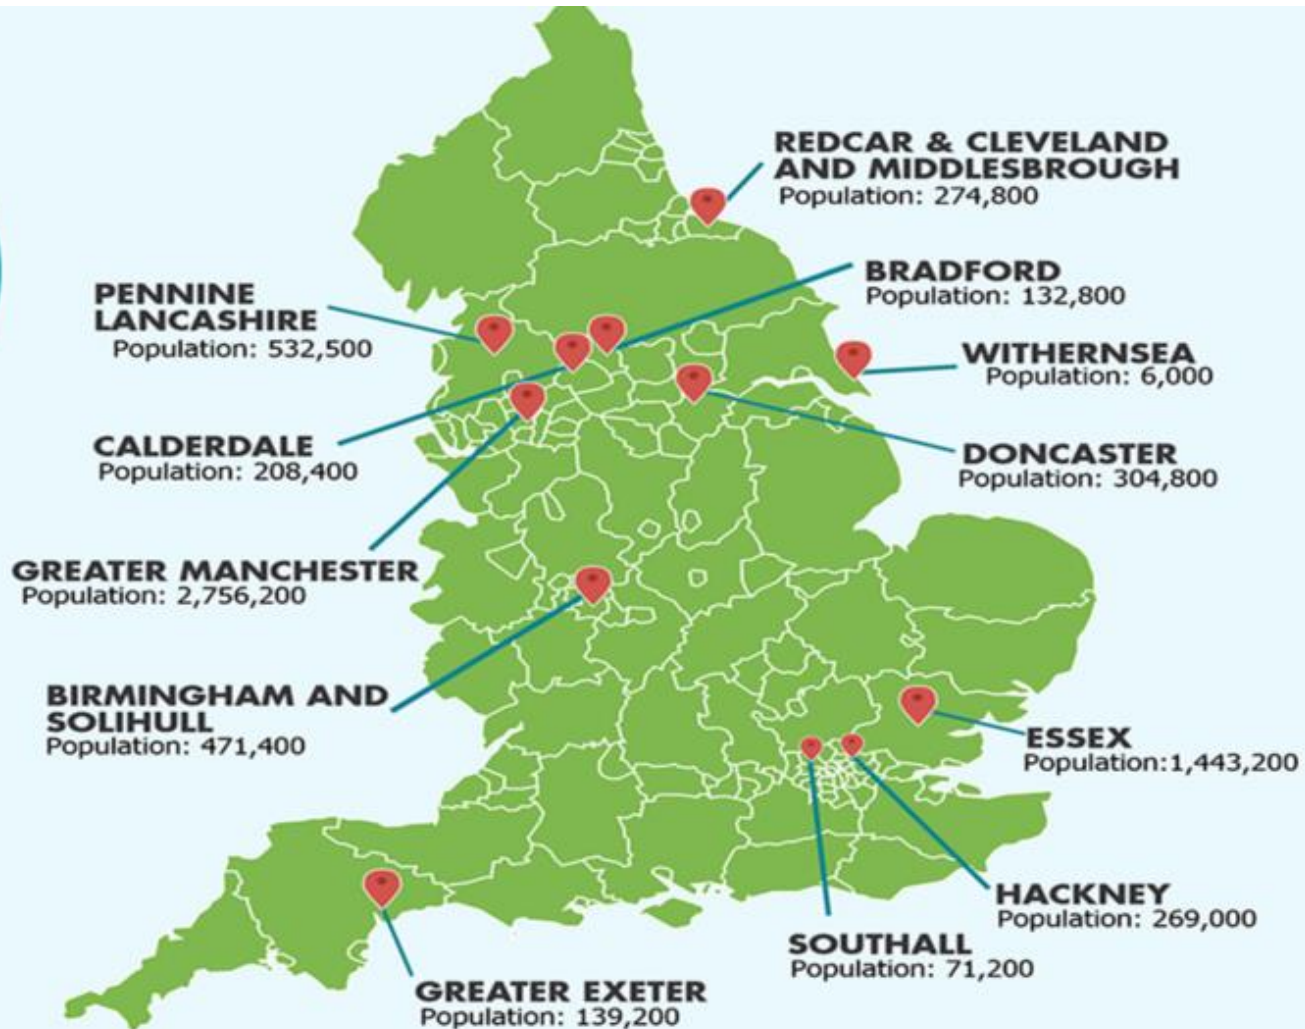 REDCAR & CLEVELAND
AND MIDDLESBROUGH
Population: 274,800
BRADFORD
Population: 132,800
PENNINE
LANCASHIRE
Population: 532,500
WITHERNSEA
Population: 6,000
CALDERDALE
Population: 208,400
DONCASTER
Population: 304,800
GREATER MANCHESTER
Population: 2,756,200
BIRMINGHAM AND
SOLIHULL
Population: 471,400
ESSEX
Population:1,443,200
HACKNEY
Population: 269,000
SOUTHALL
Population: 71,200
GREATER EXETER
Population: 139,200